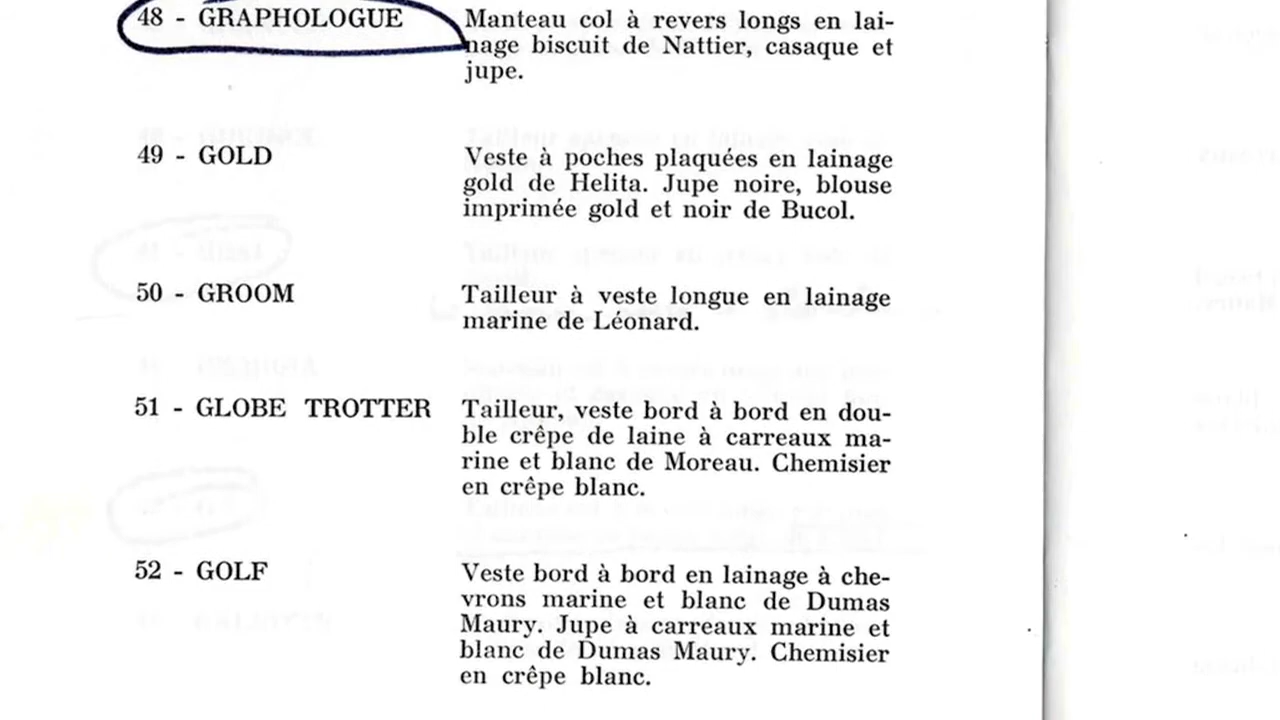 48 - GRAPHOLOGUE Manteau col à revers longs en lai-
nage biscuit de Nattier, casaque et
jupe.
49 - GOLD Veste à poches plaquées en lainage
gold de Helita. Jupe noire, blouse
imprimée gold et noir de Bucol.
50 - GROOM Tailleur à veste longue en lainage
marine de Léonard.
51 - GLOBE TROTTER Tailleur, veste bord à bord en dou-
ble crêpe de laine à carreaux ma-
rine et blanc de Moreau. Chemisier
en crêpe blanc.
52 - GOLF Veste bord à bord en lainage à che-
vrons marine et blanc de Dumas
Maury. Jupe à carreaux marine et
blanc de Dumas Maury. Chemisier
en crêpe blanc.